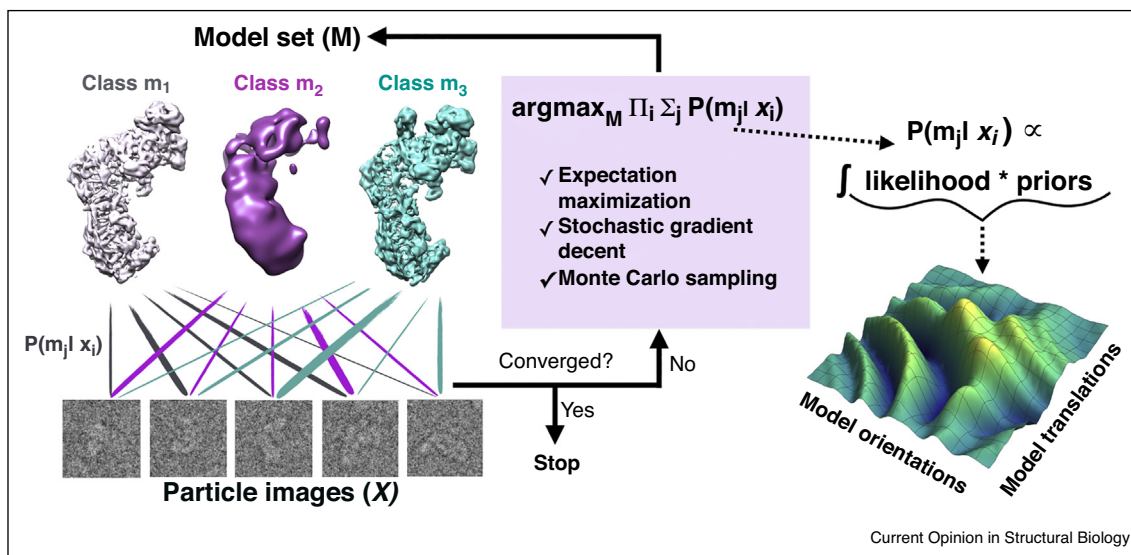 Model set (M)
Class m₁
Class m₂
Class m₃
P(mⱼ| xᵢ)
Particle images (X)
argmax_M Πᵢ Σⱼ P(mⱼ| xᵢ)
✓ Expectation
maximization
✓ Stochastic gradient
decent
✓ Monte Carlo sampling
Converged?
No
Yes
Stop
P(mⱼ| xᵢ) ∝
∫ likelihood * priors
Model orientations
Model translations
Current Opinion in Structural Biology